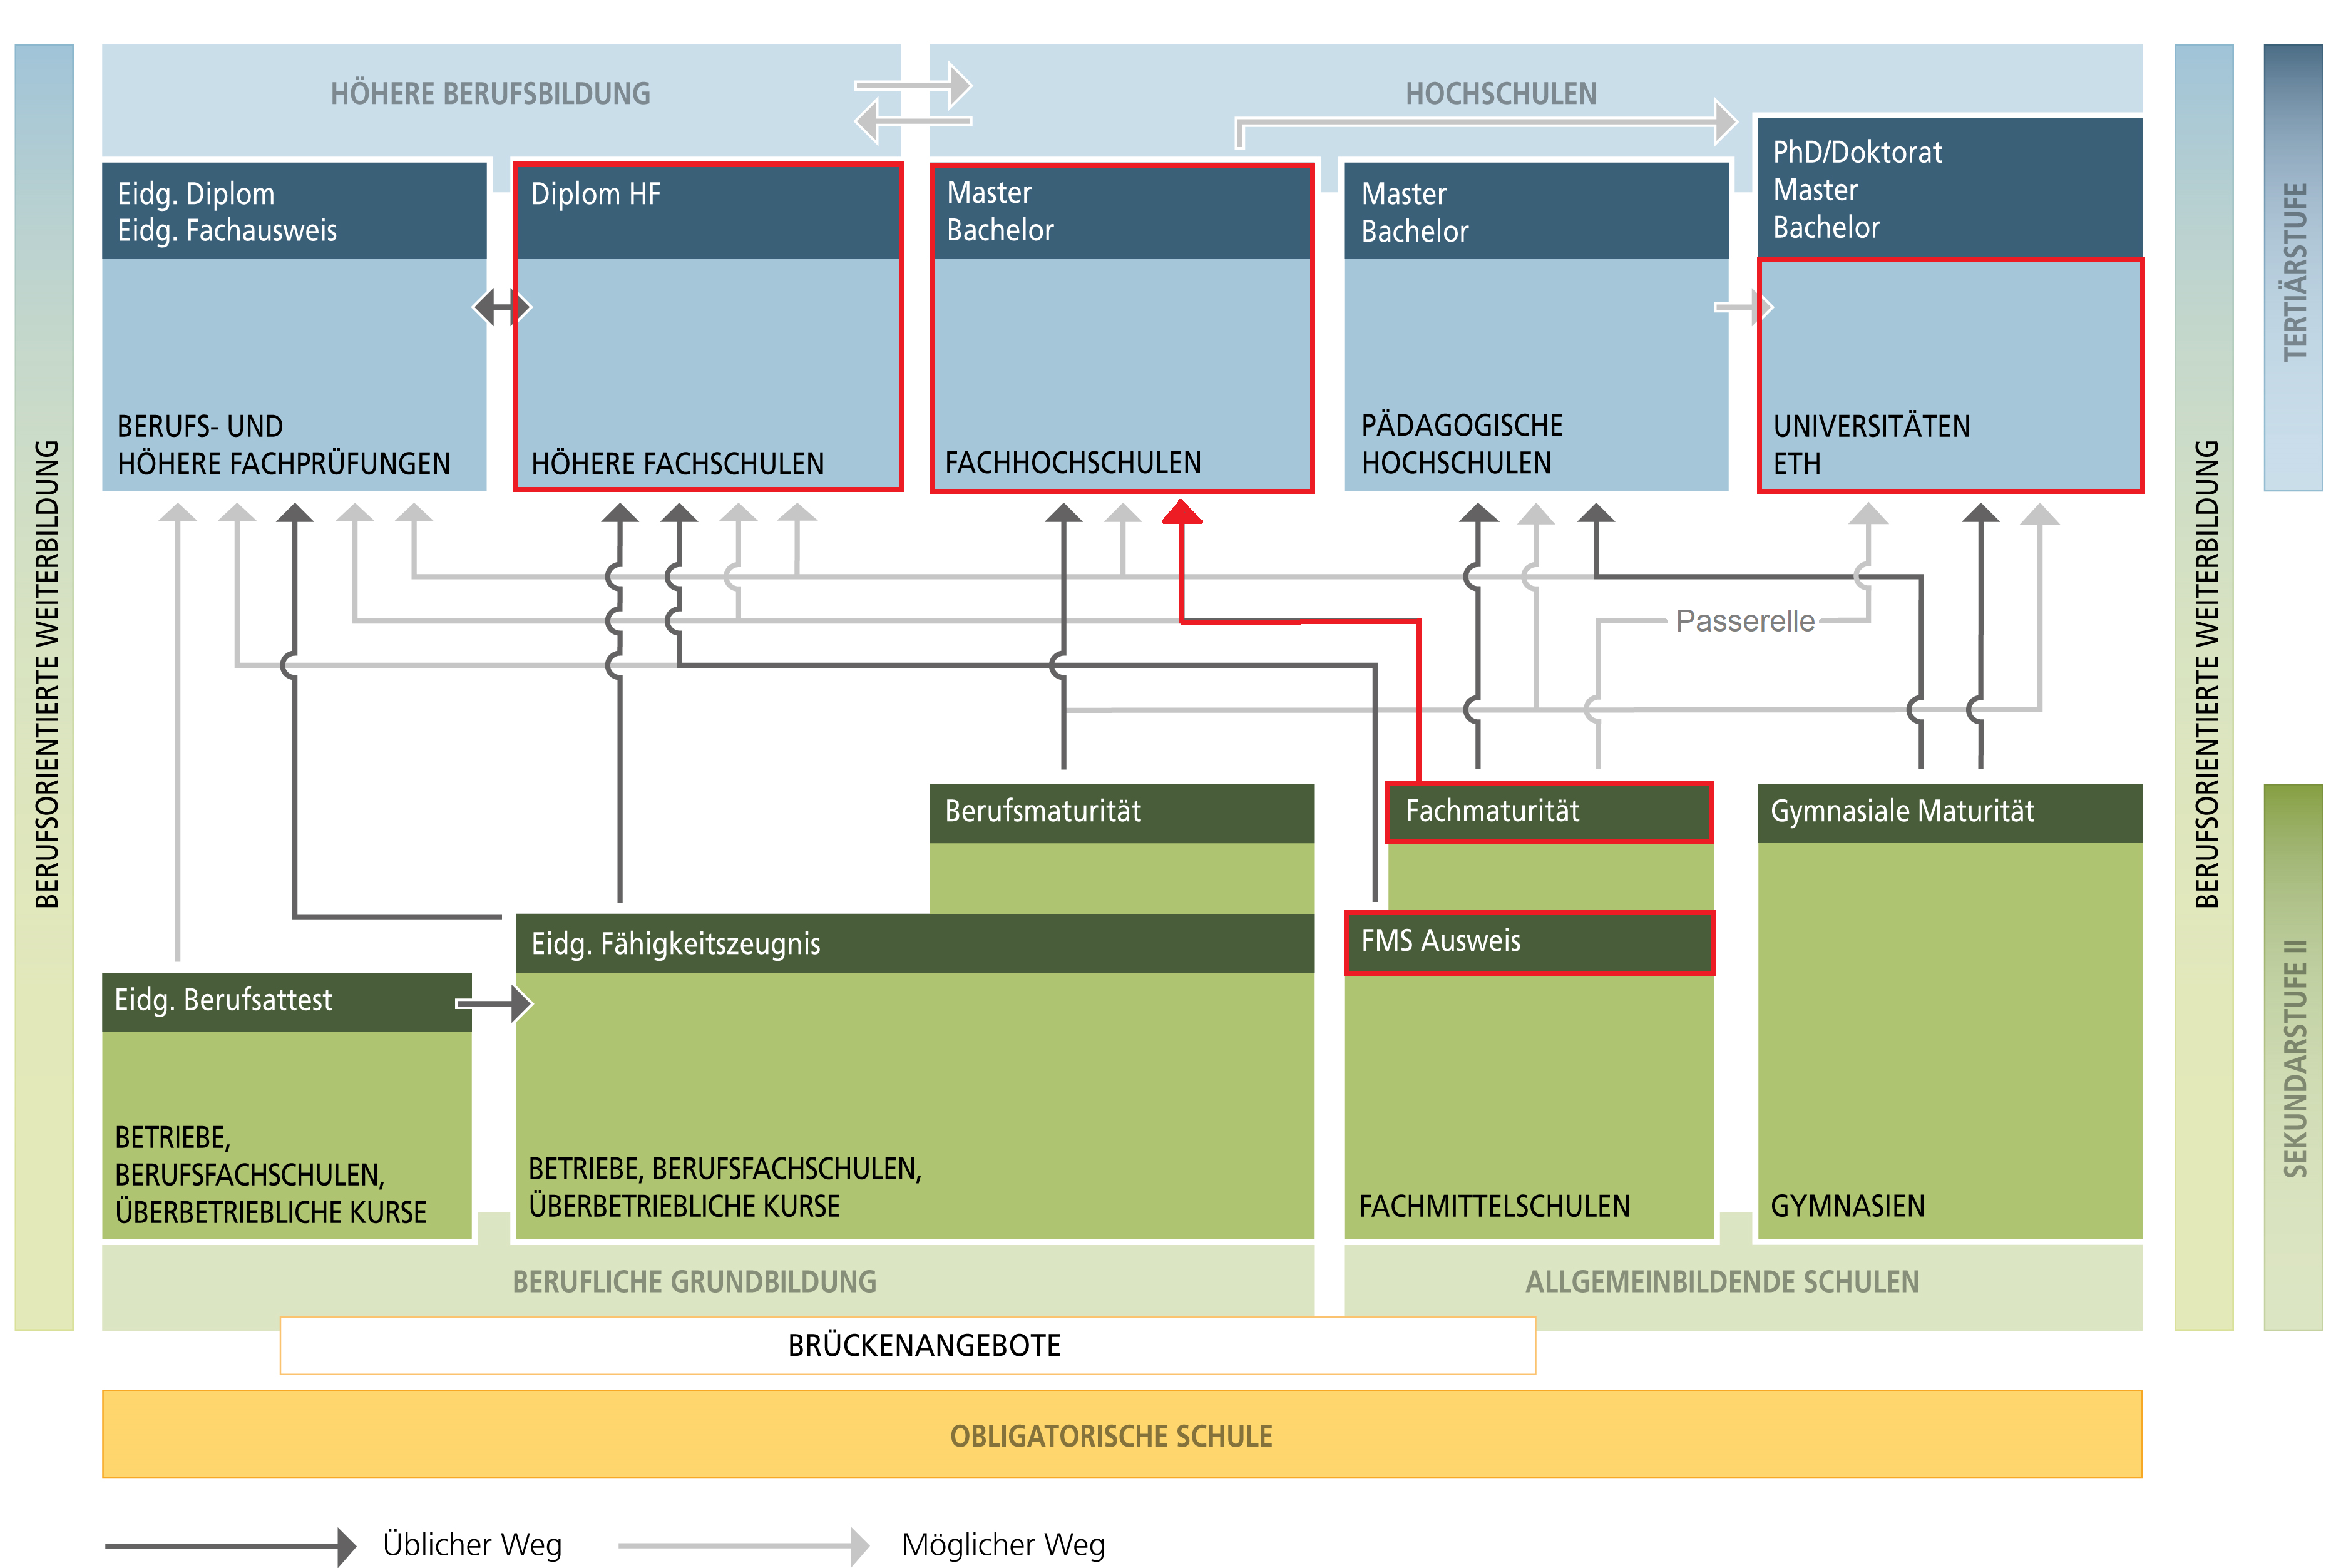 HÖHERE BERUFSBILDUNG
HOCHSCHULEN
Eidg. Diplom
Eidg. Fachausweis
BERUFS- UND
HÖHERE FACHPRÜFUNGEN
Diplom HF
HÖHERE FACHSCHULEN
Master
Bachelor
FACHHOCHSCHULEN
Master
Bachelor
PÄDAGOGISCHE
HOCHSCHULEN
PhD/Doktorat
Master
Bachelor
UNIVERSITÄTEN
ETH
BERUFSORIENTIERTE WEITERBILDUNG
BERUFSORIENTIERTE WEITERBILDUNG
TERTIÄRSTUFE
Passerelle
Berufsmaturität
Fachmaturität
Gymnasiale Maturität
Eidg. Fähigkeitszeugnis
FMS Ausweis
Eidg. Berufsattest
BETRIEBE,
BERUFSFACHSCHULEN,
ÜBERBETRIEBLICHE KURSE
BETRIEBE, BERUFSFACHSCHULEN,
ÜBERBETRIEBLICHE KURSE
FACHMITTELSCHULEN
GYMNASIEN
SEKUNDARSTUFE II
BERUFLICHE GRUNDBILDUNG
ALLGEMEINBILDENDE SCHULEN
BRÜCKENANGEBOTE
OBLIGATORISCHE SCHULE
Üblicher Weg
Möglicher Weg